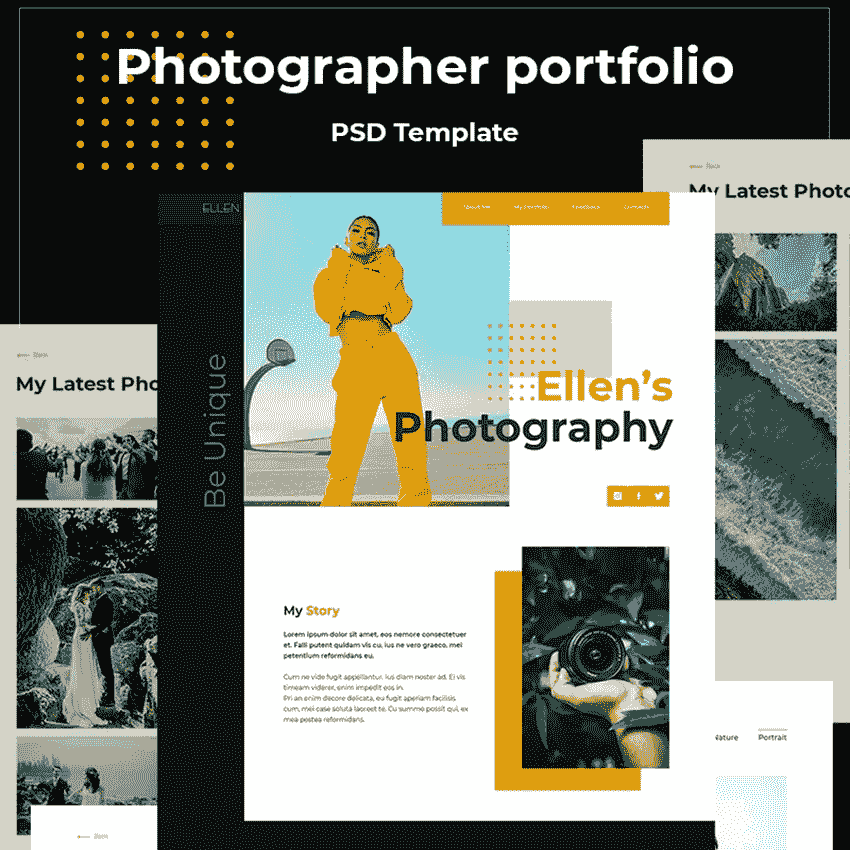 Photographer portfolio
PSD Template
ELLEN
About Me
My Portfolio
Feedback
Contacts
Be Unique
Ellen's
Photography
My Story
Lorem ipsum dolor sit amet, eos nemore consectetuer
et. Falli putent quidam vis cu, ius ne vero graeco, mei
petentium reformidans eu.
Cum ne vide fugit appellantur, ius diam noster ad. Ei vis
timeam viderer, enim impedit eos in.
Pri an enim decore delicata, eu fugit aperiam facilisis
cum, mei case soluta laoreet te. Cu summo possit qui, ex
mea postea reformidans.
My Latest Pho
My Latest Photo
Nature
Portrait